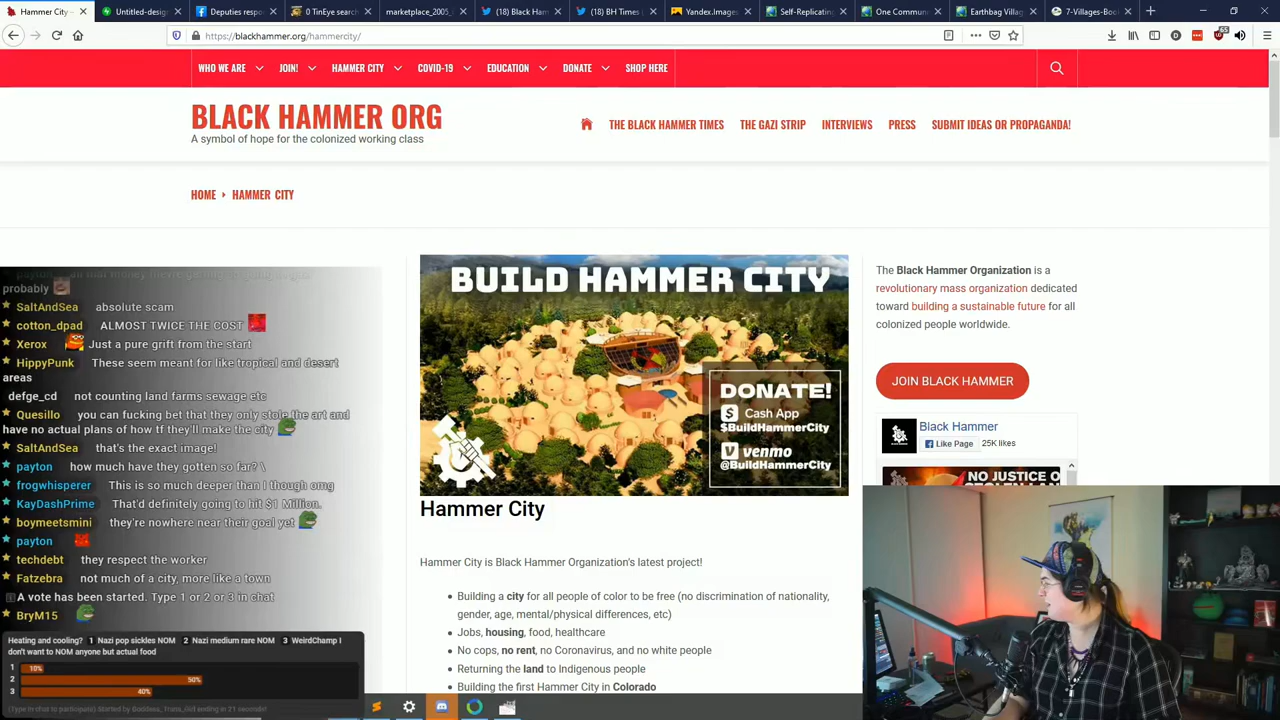 Hammer City –
Untitled-design
Deputies respo
0 TinEye search
marketplace_2005_
(18) Black Ham
(18) BH Times (
Yandex.Images
Self-Replicating
One Communi
Earthbag Villag
7-Villages-Boo
https://blackhammer.org/hammercity/
65
WHO WE ARE JOIN! HAMMER CITY COVID-19 EDUCATION DONATE SHOP HERE
BLACK HAMMER ORG
A symbol of hope for the colonized working class
THE BLACK HAMMER TIMES THE GAZI STRIP INTERVIEWS PRESS SUBMIT IDEAS OR PROPAGANDA!
HOME HAMMER CITY
probably
SaltAndSea absolute scam
cotton_dpad ALMOST TWICE THE COST
Xerox Just a pure grift from the start
HippyPunk These seem meant for like tropical and desert
areas
defge_cd not counting land farms sewage etc
Quesillo you can fucking bet that they only stole the art and
have no actual plans of how tf they'll make the city
SaltAndSea that's the exact image!
payton how much have they gotten so far? \
frogwhisperer This is so much deeper than I though omg
KayDashPrime That'd definitely going to hit $1 Million.
boymeetsmini they're nowhere near their goal yet
payton
techdebt they respect the worker
Fatzebra not much of a city, more like a town
A vote has been started. Type 1 or 2 or 3 in chat
BryM15
Heating and cooling? 1 Nazi pop sickles NOM 2 Nazi medium rare NOM 3 WeirdChamp I
don't want to NOM anyone but actual food
1 10%
2 50%
3 40%
BUILD HAMMER CITY
DONATE!
$ Cash App
$BuildHammerCity
venmo
@BuildHammerCity
Hammer City
Hammer City is Black Hammer Organization's latest project!
Building a city for all people of color to be free (no discrimination of nationality,
gender, age, mental/physical differences, etc)
Jobs, housing, food, healthcare
No cops, no rent, no Coronavirus, and no white people
Returning the land to Indigenous people
Building the first Hammer City in Colorado
The Black Hammer Organization is a
revolutionary mass organization dedicated
toward building a sustainable future for all
colonized people worldwide.
JOIN BLACK HAMMER
Black Hammer
Like Page 25K likes
NO JUSTICE O